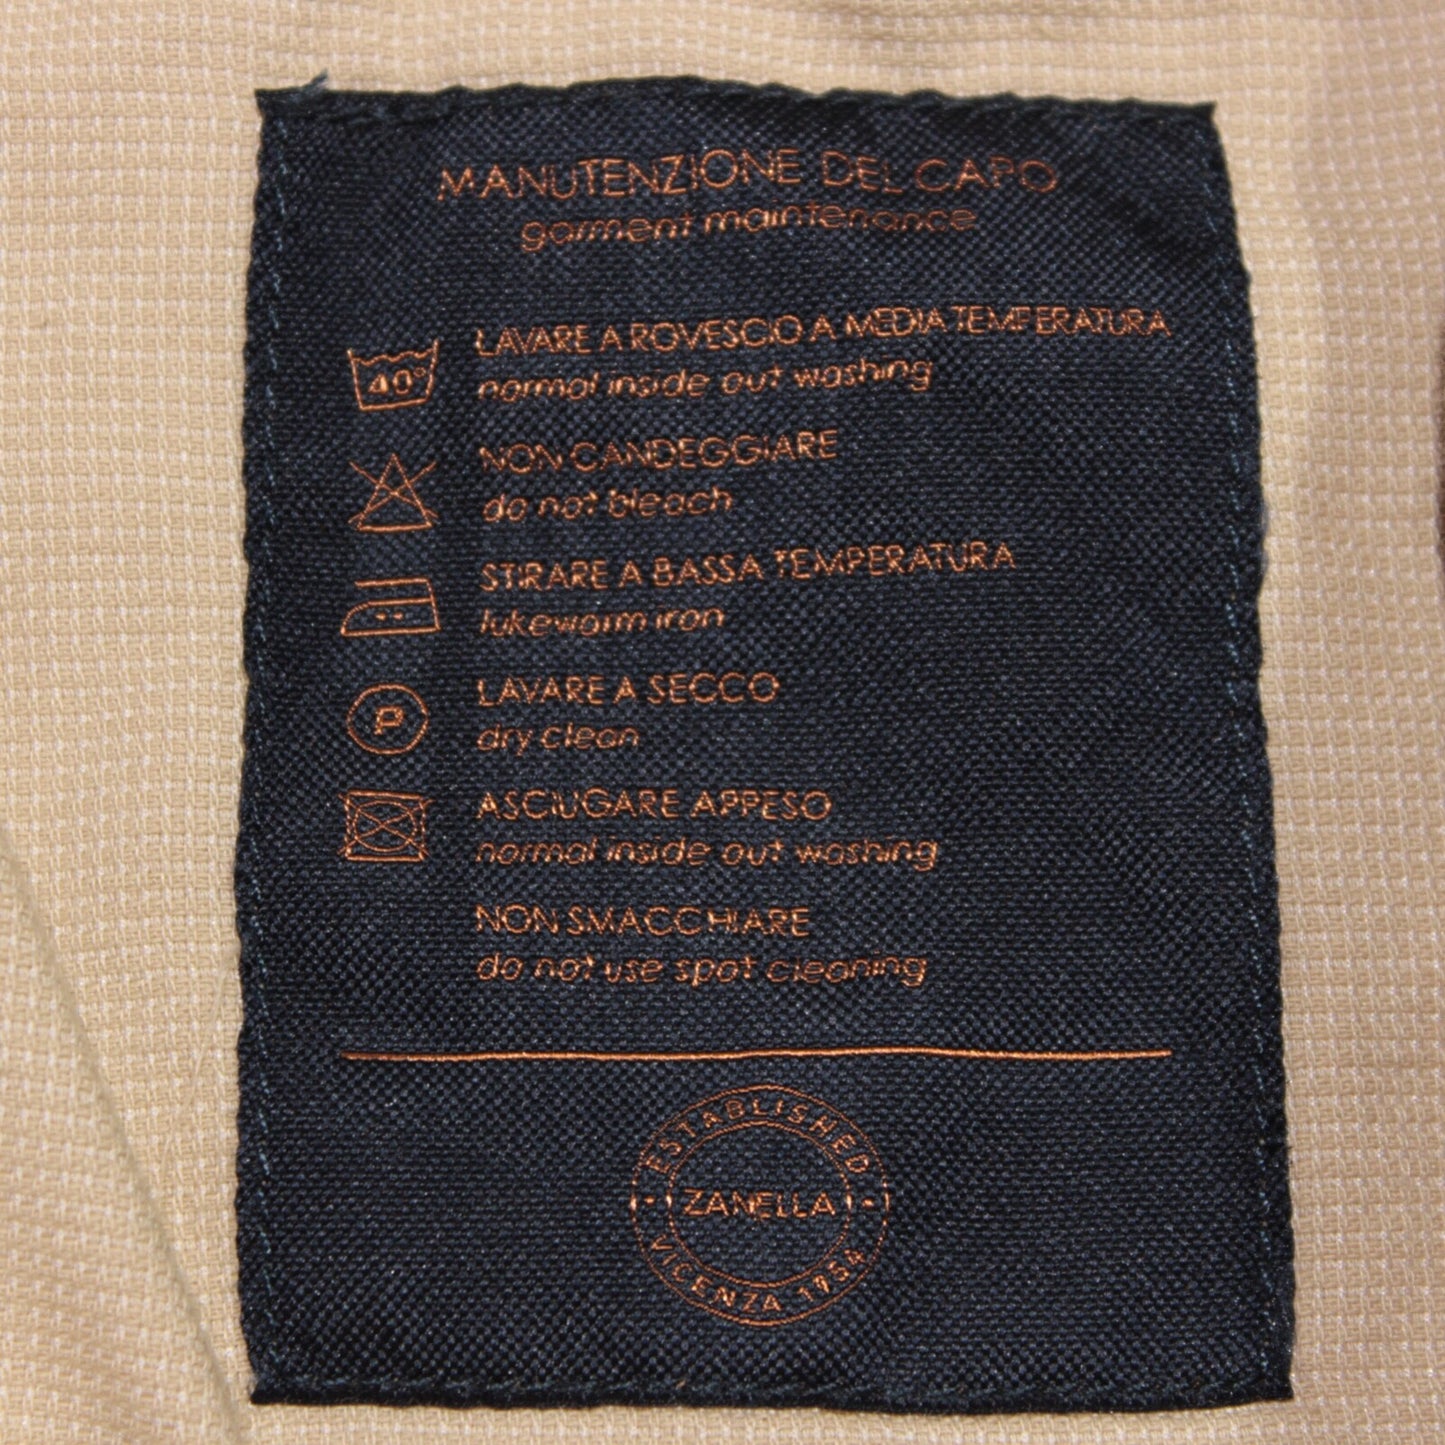 MANUTENZIONE DEL CAPO
garment maintenance
40°
LAVARE A ROVESCIO A MEDIA TEMPERATURA
normal inside out washing
NON CANDEGGIARE
do not bleach
STIRARE A BASSA TEMPERATURA
lukewarm iron
P
LAVARE A SECCO
dry clean
ASCIUGARE APPESO
normal inside out washing
NON SMACCHIARE
do not use spot cleaning
ESTABLISHED
ZANELLA
VICENZA 1954